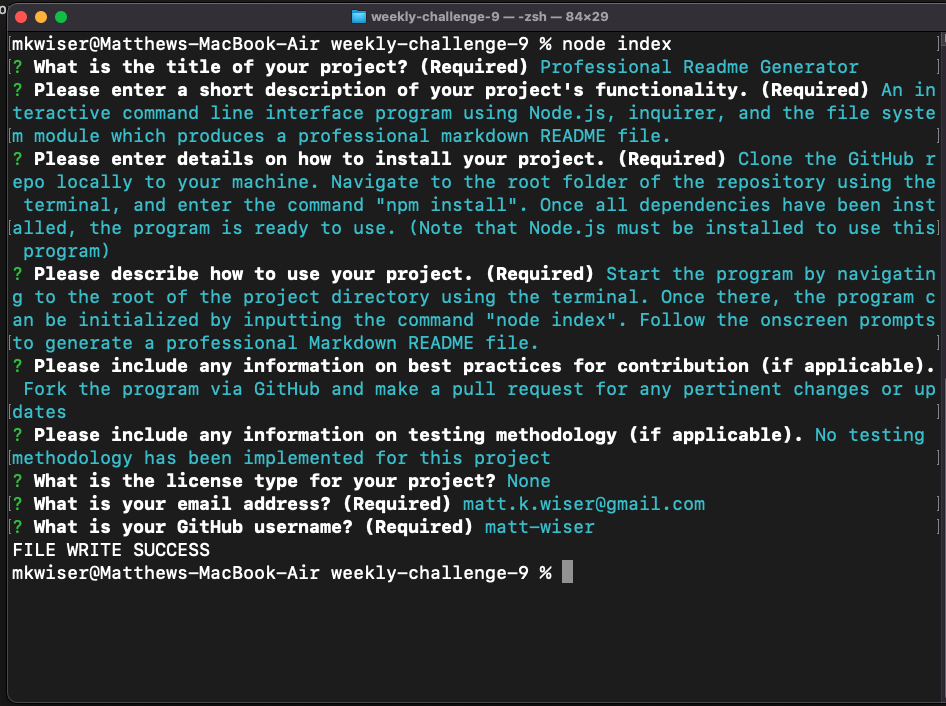 weekly-challenge-9 — -zsh — 84×29
[mkwiser@Matthews-MacBook-Air weekly-challenge-9 % node index ]
[? What is the title of your project? (Required) Professional Readme Generator ]
? Please enter a short description of your project's functionality. (Required) An in
teractive command line interface program using Node.js, inquirer, and the file syste
[m module which produces a professional markdown README file. ]
? Please enter details on how to install your project. (Required) Clone the GitHub r
epo locally to your machine. Navigate to the root folder of the repository using the
 terminal, and enter the command "npm install". Once all dependencies have been inst
[alled, the program is ready to use. (Note that Node.js must be installed to use this]
 program)
? Please describe how to use your project. (Required) Start the program by navigatin
g to the root of the project directory using the terminal. Once there, the program c
an be initialized by inputting the command "node index". Follow the onscreen prompts
[to generate a professional Markdown README file. ]
? Please include any information on best practices for contribution (if applicable).
 Fork the program via GitHub and make a pull request for any pertinent changes or up
[dates ]
? Please include any information on testing methodology (if applicable). No testing
[methodology has been implemented for this project ]
? What is the license type for your project? None
[? What is your email address? (Required) matt.k.wiser@gmail.com ]
[? What is your GitHub username? (Required) matt-wiser ]
FILE WRITE SUCCESS
mkwiser@Matthews-MacBook-Air weekly-challenge-9 %